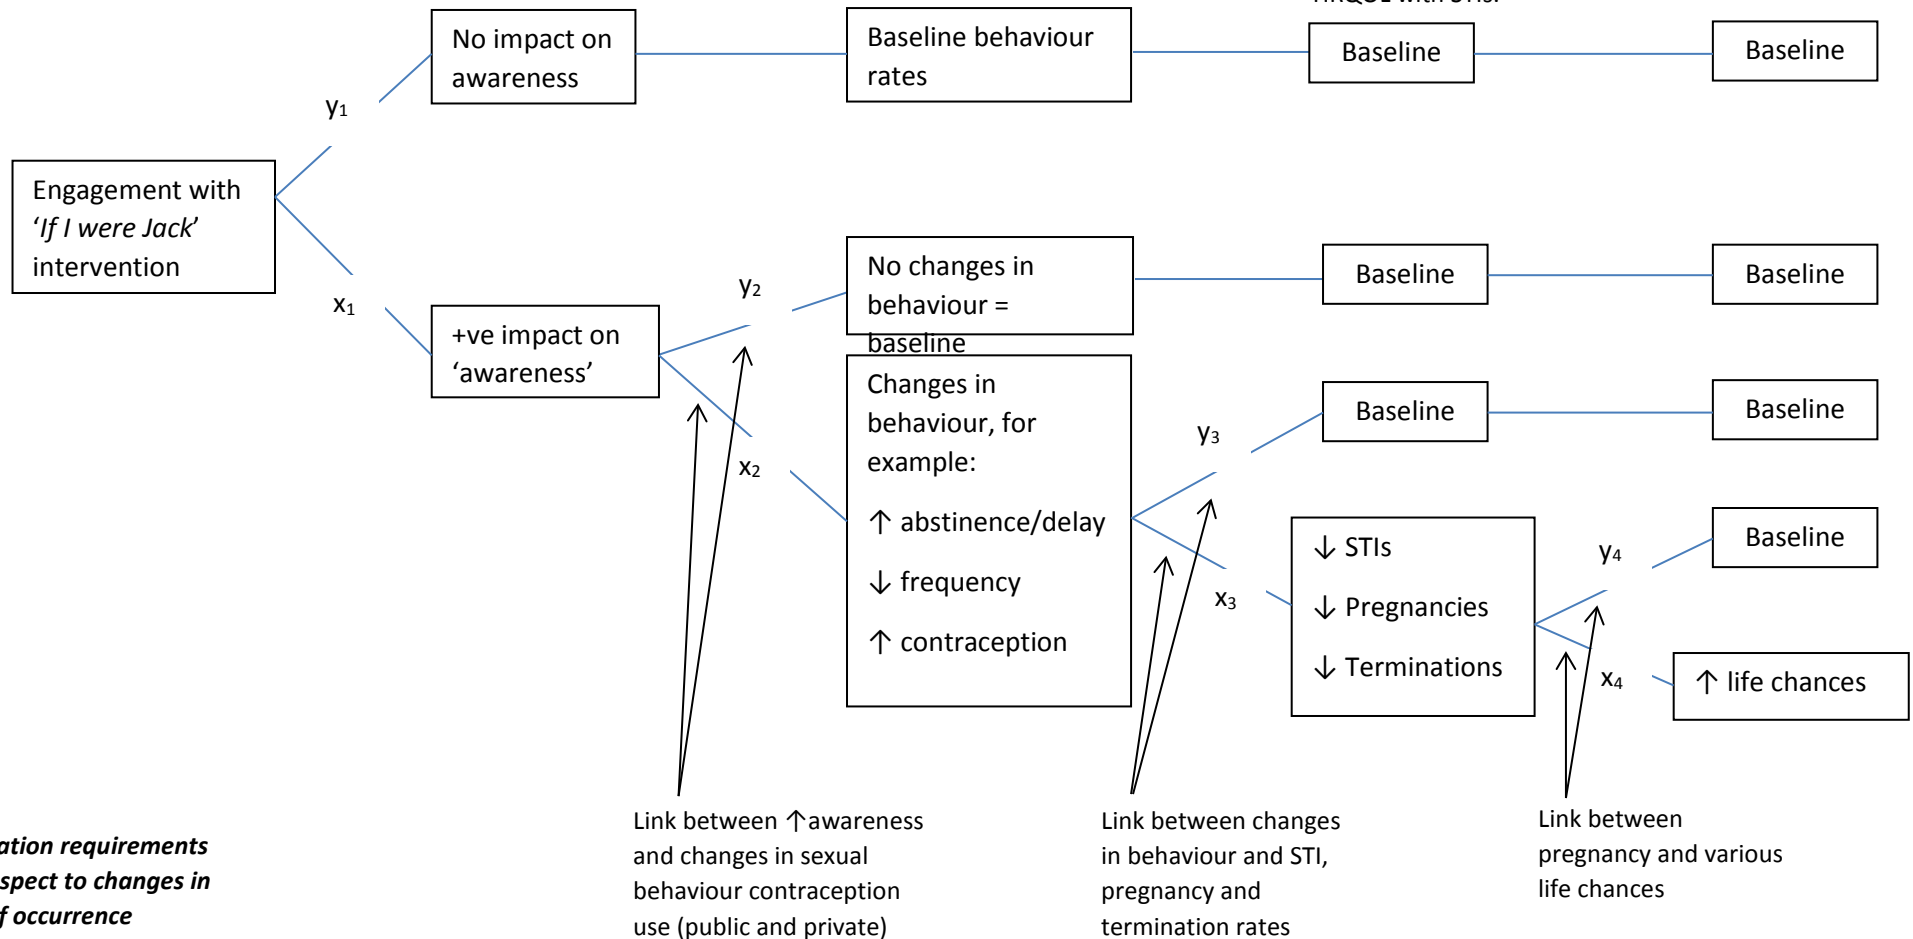 HRQOL with STIs.
No impact on
awareness
Baseline behaviour
rates
Baseline
Baseline
y1
Engagement with
‘If I were Jack’
intervention
x1
+ve impact on
‘awareness’
y2
x2
No changes in
behaviour =
baseline
Baseline
Baseline
Changes in
behaviour, for
example:
↑ abstinence/delay
↓ frequency
↑ contraception
y3
x3
Baseline
Baseline
↓ STIs
↓ Pregnancies
↓ Terminations
y4
x4
Baseline
↑ life chances
ation requirements
spect to changes in
f occurrence
Link between ↑awareness
and changes in sexual
behaviour contraception
use (public and private)
Link between changes
in behaviour and STI,
pregnancy and
termination rates
Link between
pregnancy and various
life chances